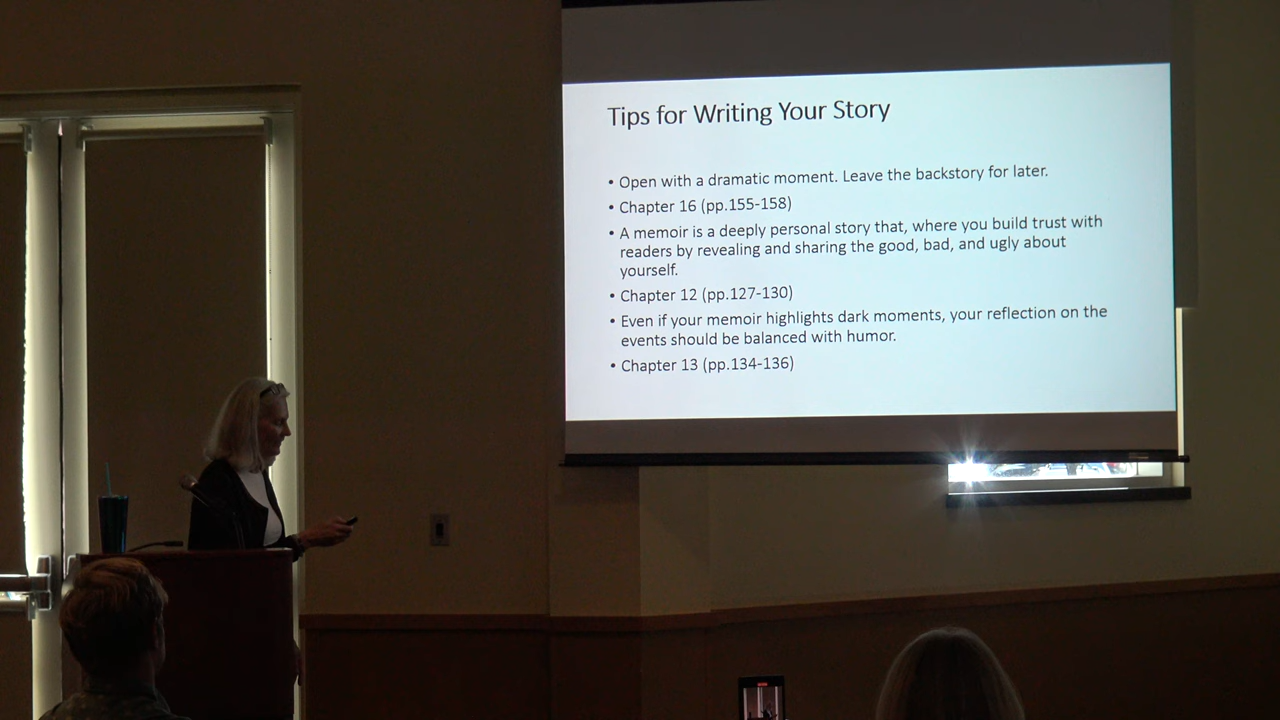 Tips for Writing Your Story
• Open with a dramatic moment. Leave the backstory for later.
• Chapter 16 (pp.155-158)
• A memoir is a deeply personal story that, where you build trust with
readers by revealing and sharing the good, bad, and ugly about
yourself.
• Chapter 12 (pp.127-130)
• Even if your memoir highlights dark moments, your reflection on the
events should be balanced with humor.
• Chapter 13 (pp.134-136)